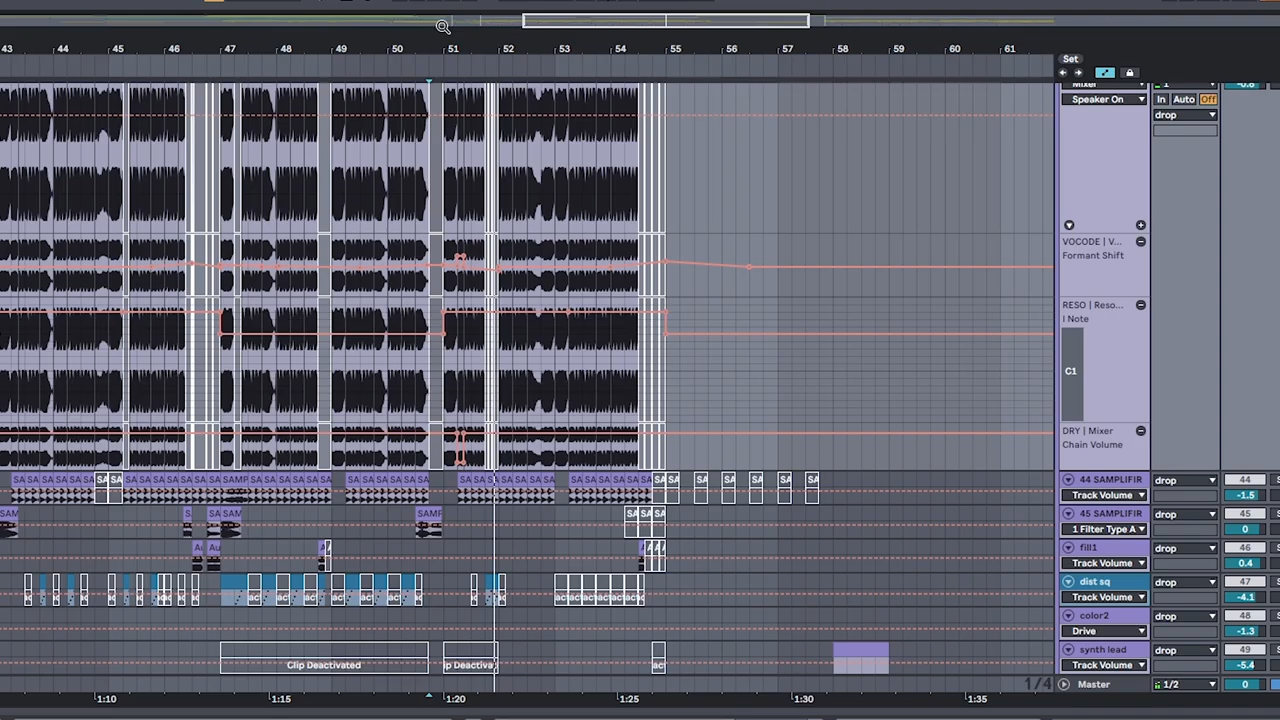 43 44 45 46 47 48 49 50 51 52 53 54 55 56 57 58 59 60 61
Set
Mixer 1 -0.8
Speaker On In Auto Off
drop
VOCODE | V...
Formant Shift
RESO | Reso...
I Note
C1
DRY | Mixer
Chain Volume
44 SAMPLIFIR drop 44
Track Volume -1.5
45 SAMPLIFIR drop 45
1 Filter Type A 0
fill1 drop 46
Track Volume 0.4
dist sq drop 47
Track Volume -4.1
color2 drop 48
Drive -1.3
synth lead drop 49
Clip Deactivated Track Volume -5.4
1/4 Master 1/2 0
1:10 1:15 1:20 1:25 1:30 1:35